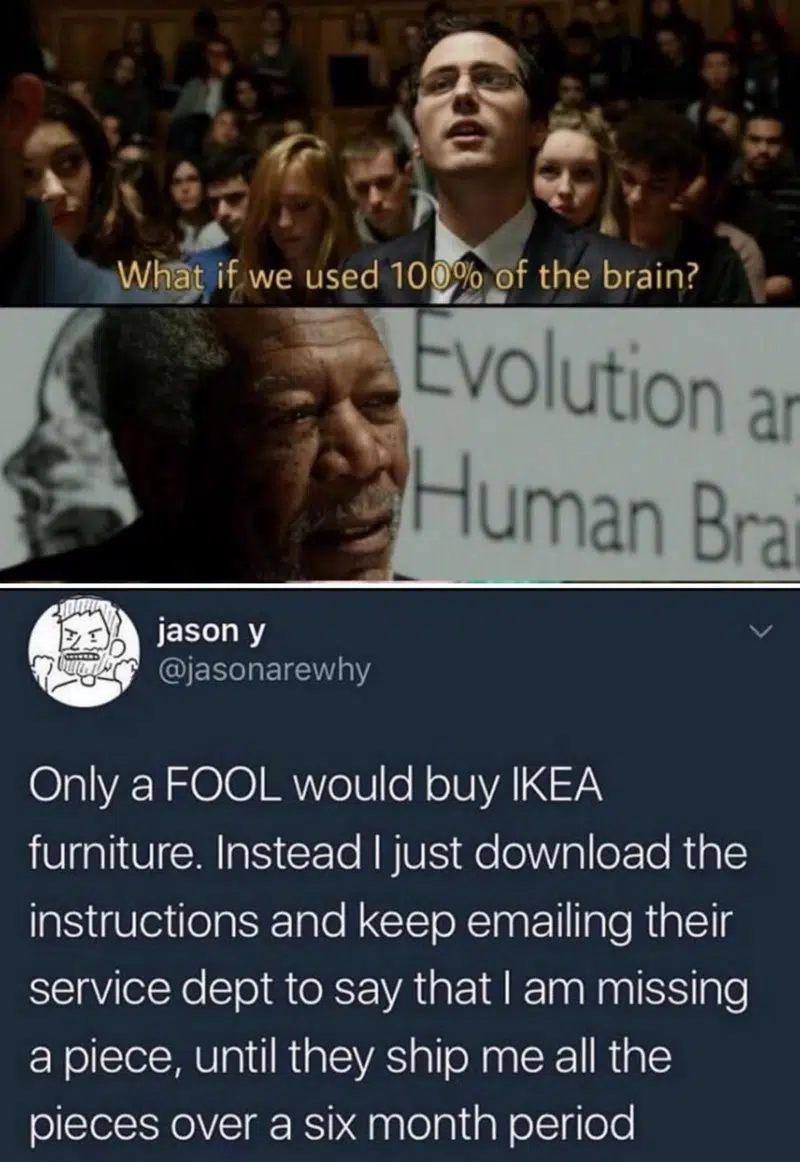 What if we used 100% of the brain?
Evolution
Human
jason y
@jasonarewhy
Only a FOOL would buy IKEA
furniture. Instead I just download the
instructions and keep emailing their
service dept to say that I am missing
a piece, until they ship me all the
pieces over a six month period